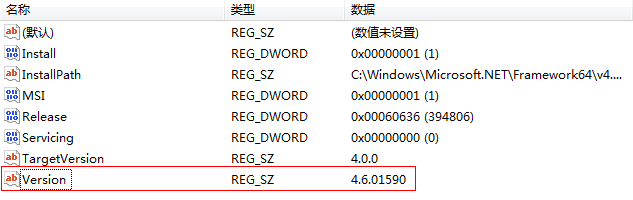 名称 类型 数据
(默认) REG_SZ (数值未设置)
Install REG_DWORD 0x00000001 (1)
InstallPath REG_SZ C:\Windows\Microsoft.NET\Framework64\v4....
MSI REG_DWORD 0x00000001 (1)
Release REG_DWORD 0x00060636 (394806)
Servicing REG_DWORD 0x00000000 (0)
TargetVersion REG_SZ 4.0.0
Version REG_SZ 4.6.01590